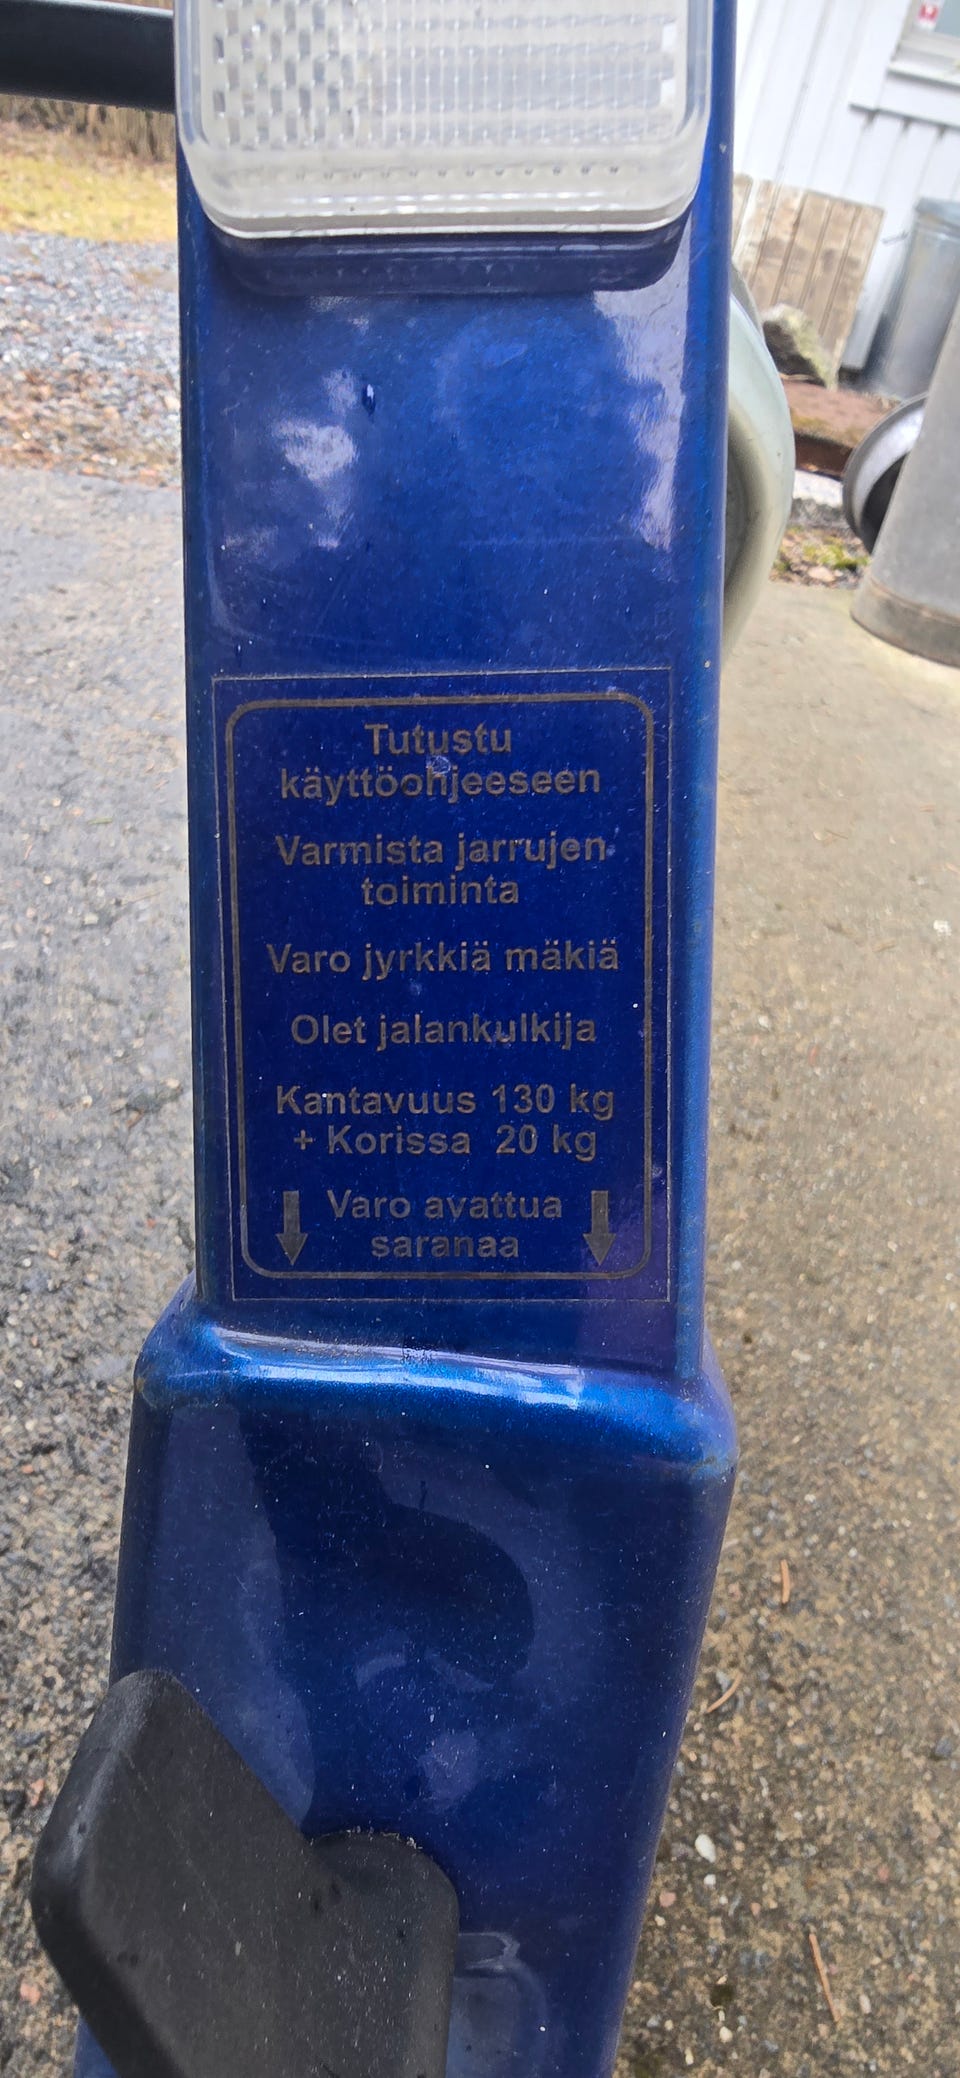 Tutustu
käyttöohjeeseen
Varmista jarrujen
toiminta
Varo jyrkkiä mäkiä
Olet jalankulkija
Kantavuus 130 kg
+ Korissa 20 kg
Varo avattua
saranaa